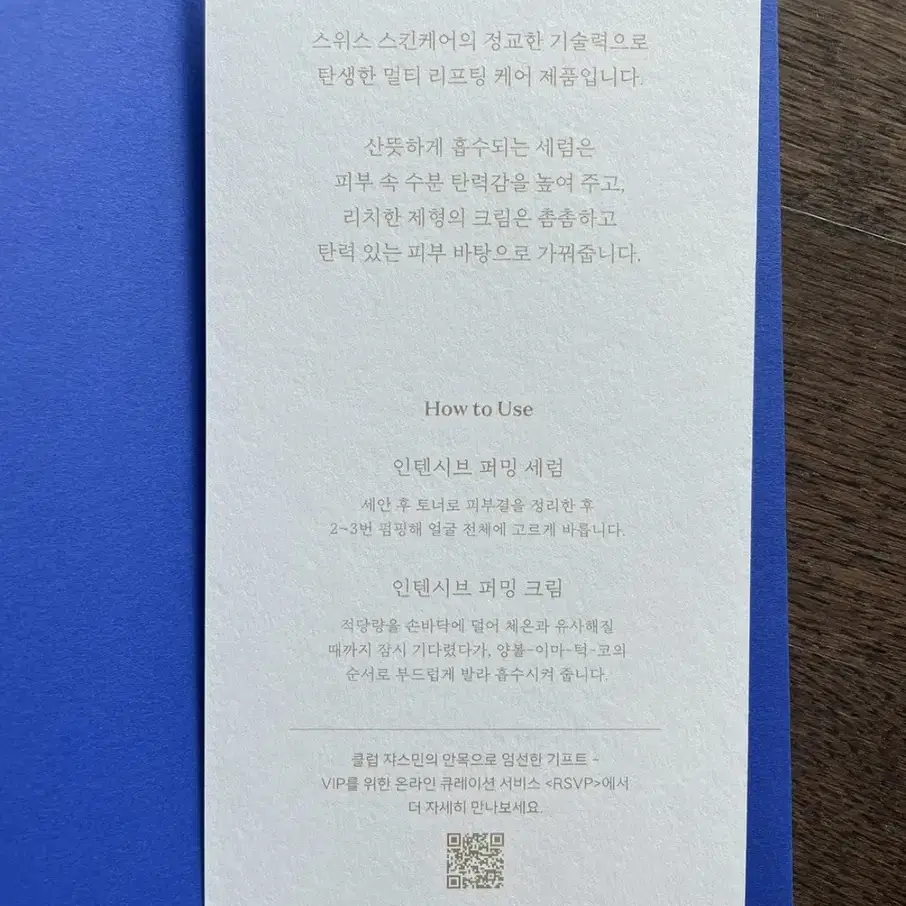 스위스 스킨케어의 정교한 기술력으로
탄생한 멀티 리프팅 케어 제품입니다.
산뜻하게 흡수되는 세럼은
피부 속 수분 탄력감을 높여 주고,
리치한 제형의 크림은 촘촘하고
탄력 있는 피부 바탕으로 가꿔줍니다.
How to Use
인텐시브 퍼밍 세럼
세안 후 토너로 피부결을 정리한 후
2~3번 펌핑해 얼굴 전체에 고르게 바릅니다.
인텐시브 퍼밍 크림
적당량을 손바닥에 덜어 체온과 유사해질
때까지 잠시 기다렸다가, 양볼-이마-턱-코의
순서로 부드럽게 발라 흡수시켜 줍니다.
클럽 쟈스민의 안목으로 엄선한 기프트 -
VIP를 위한 온라인 큐레이션 서비스 <RSVP>에서
더 자세히 만나보세요.